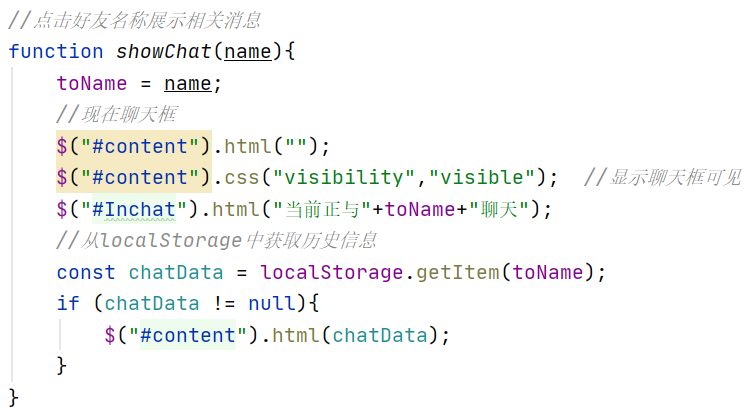 //点击好友名称展示相关消息
function showChat(name){
    toName = name;
    //现在聊天框
    $("#content").html("");
    $("#content").css("visibility","visible");  //显示聊天框可见
    $("#Inchat").html("当前正与"+toName+"聊天");
    //从localStorage中获取历史信息
    const chatData = localStorage.getItem(toName);
    if (chatData != null){
        $("#content").html(chatData);
    }
}